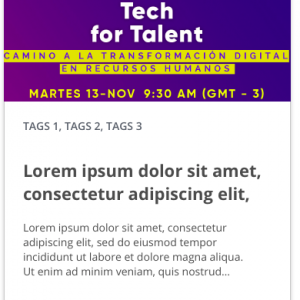 Tech
for Talent
CAMINO A LA TRANSFORMACIÓN DIGITAL
EN RECURSOS HUMANOS
MARTES 13-NOV 9:30 AM (GMT - 3)
TAGS 1, TAGS 2, TAGS 3
Lorem ipsum dolor sit amet,
consectetur adipiscing elit,
Lorem ipsum dolor sit amet, consectetur
adipiscing elit, sed do eiusmod tempor
incididunt ut labore et dolore magna aliqua.
Ut enim ad minim veniam, quis nostrud...